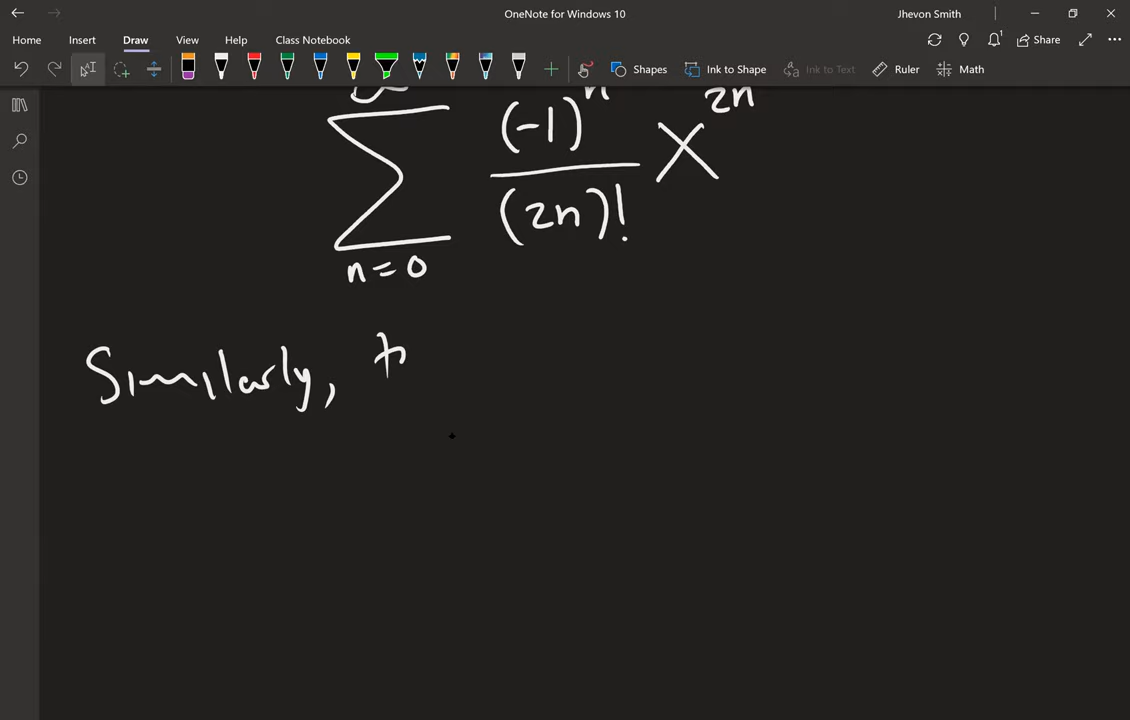 OneNote for Windows 10
Jhevon Smith
Home Insert Draw View Help Class Notebook
Share
Shapes Ink to Shape Ink to Text Ruler Math
n
2n
(-1)
∑ X
(2n)!
n=0
Similarly,